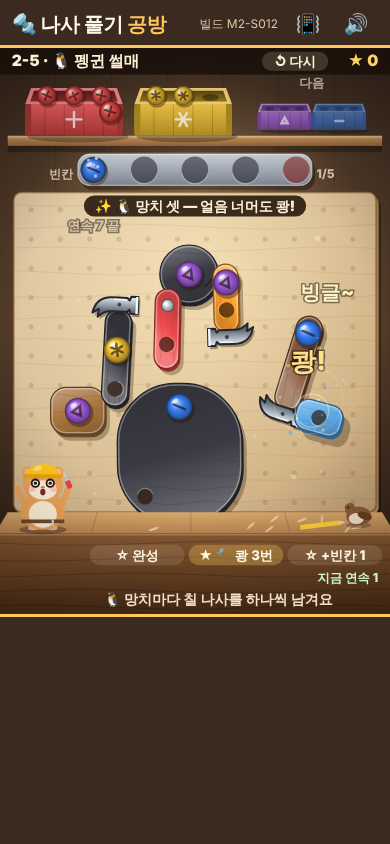 🔩 나사 풀기 공방
빌드 M2-S012
2-5 · 🐧 펭귄 썰매
다시
★ 0
다음
빈칸
1/5
✨ 🐧 망치 셋 — 얼음 너머도 쾅!
연속 7 끝
빙글~
쾅!
☆ 완성
★ 쾅 3번
☆ +빈칸 1
지금 연속 1
🐧 망치마다 칠 나사를 하나씩 남겨요